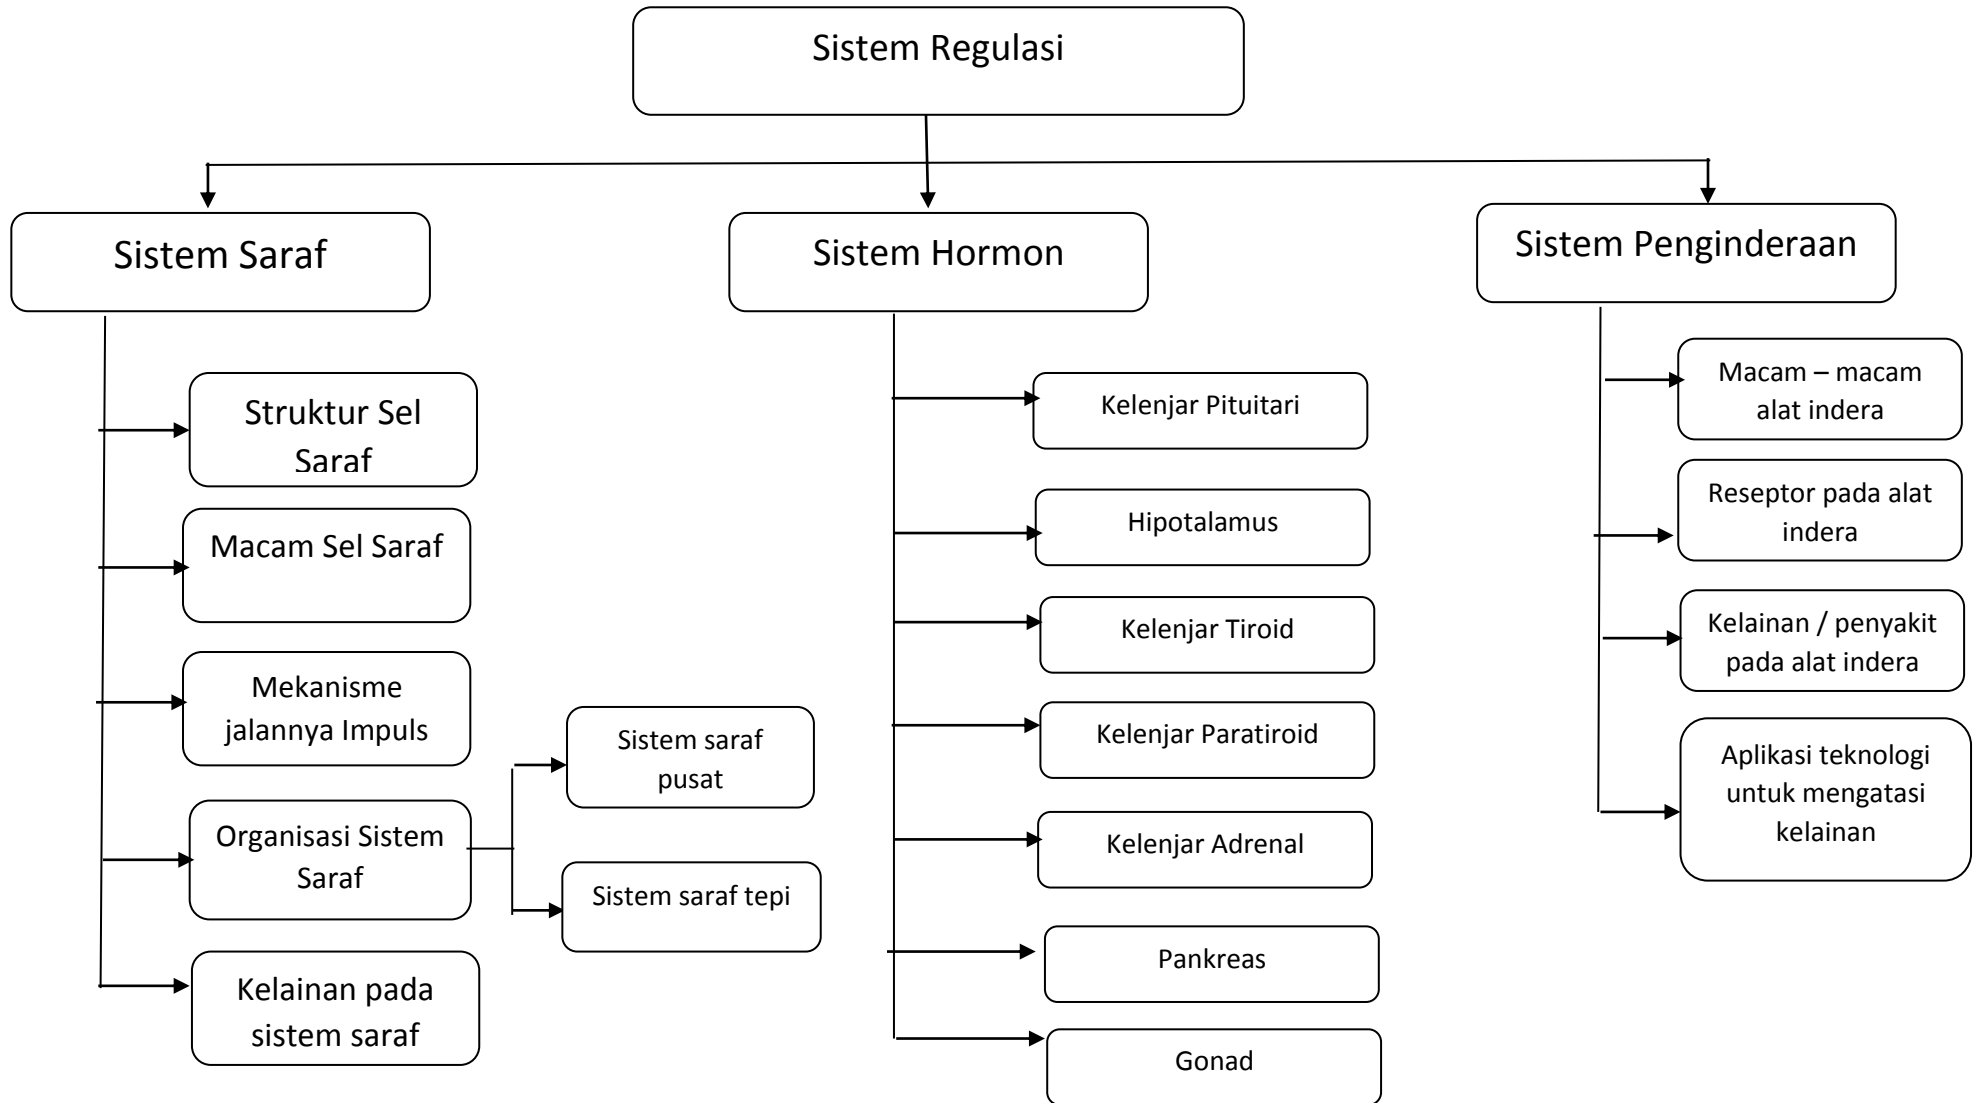 Sistem Regulasi
Sistem Saraf
Struktur Sel
Saraf
Macam Sel Saraf
Mekanisme
jalannya Impuls
Organisasi Sistem
Saraf
Sistem saraf
pusat
Sistem saraf tepi
Kelainan pada
sistem saraf
Sistem Hormon
Kelenjar Pituitari
Hipotalamus
Kelenjar Tiroid
Kelenjar Paratiroid
Kelenjar Adrenal
Pankreas
Gonad
Sistem Penginderaan
Macam – macam
alat indera
Reseptor pada alat
indera
Kelainan / penyakit
pada alat indera
Aplikasi teknologi
untuk mengatasi
kelainan